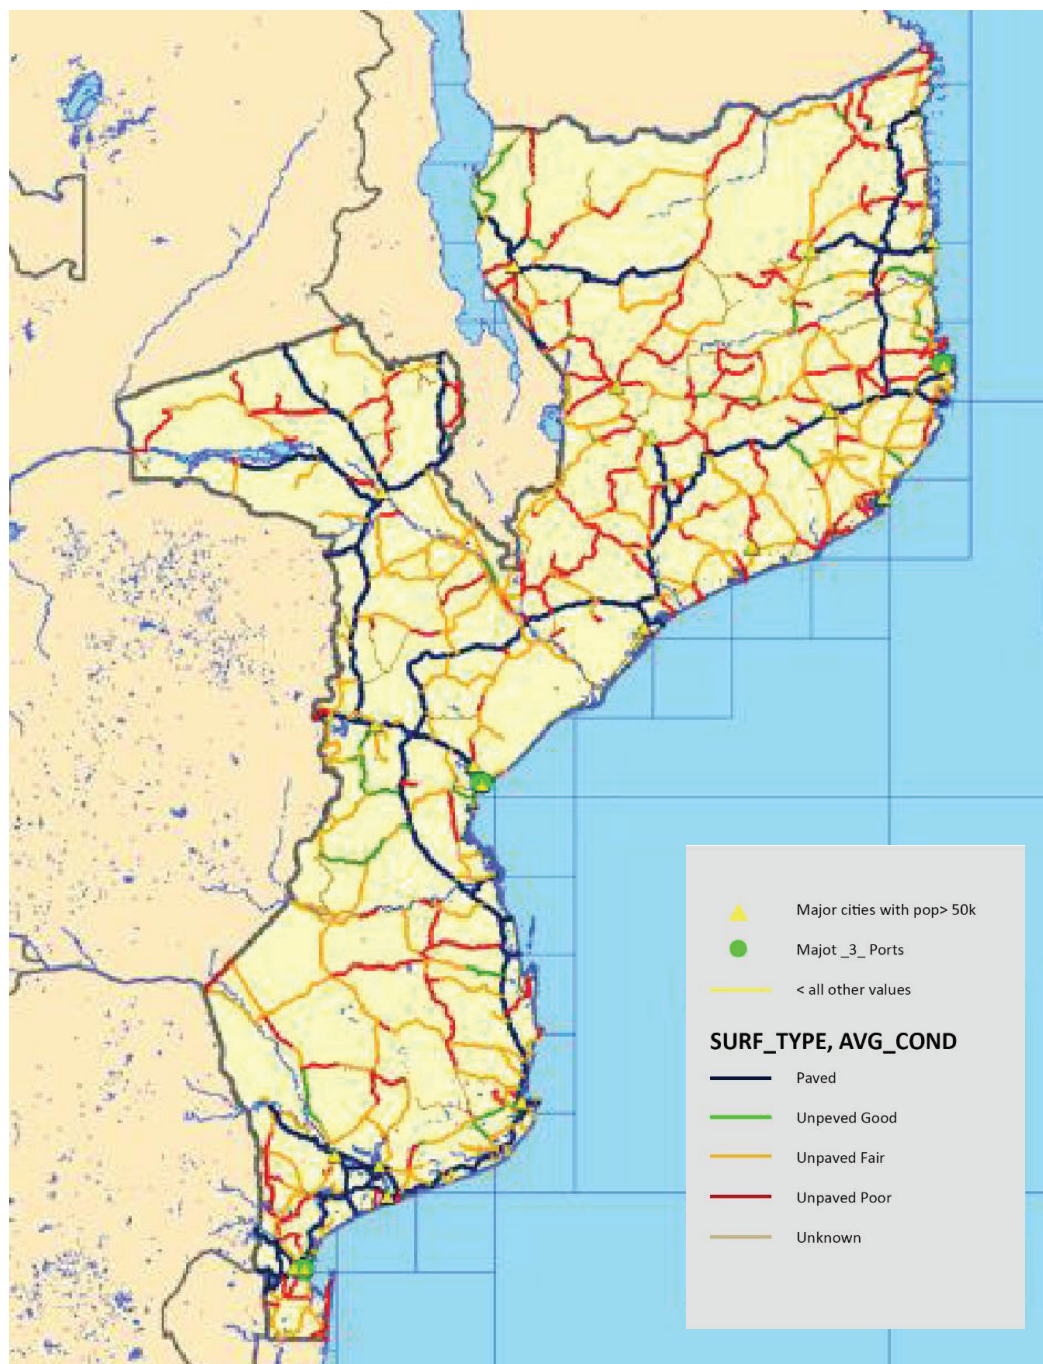 Major cities with pop> 50k
Majot _3_ Ports
< all other values
SURF_TYPE, AVG_COND
Paved
Unpeved Good
Unpaved Fair
Unpaved Poor
Unknown